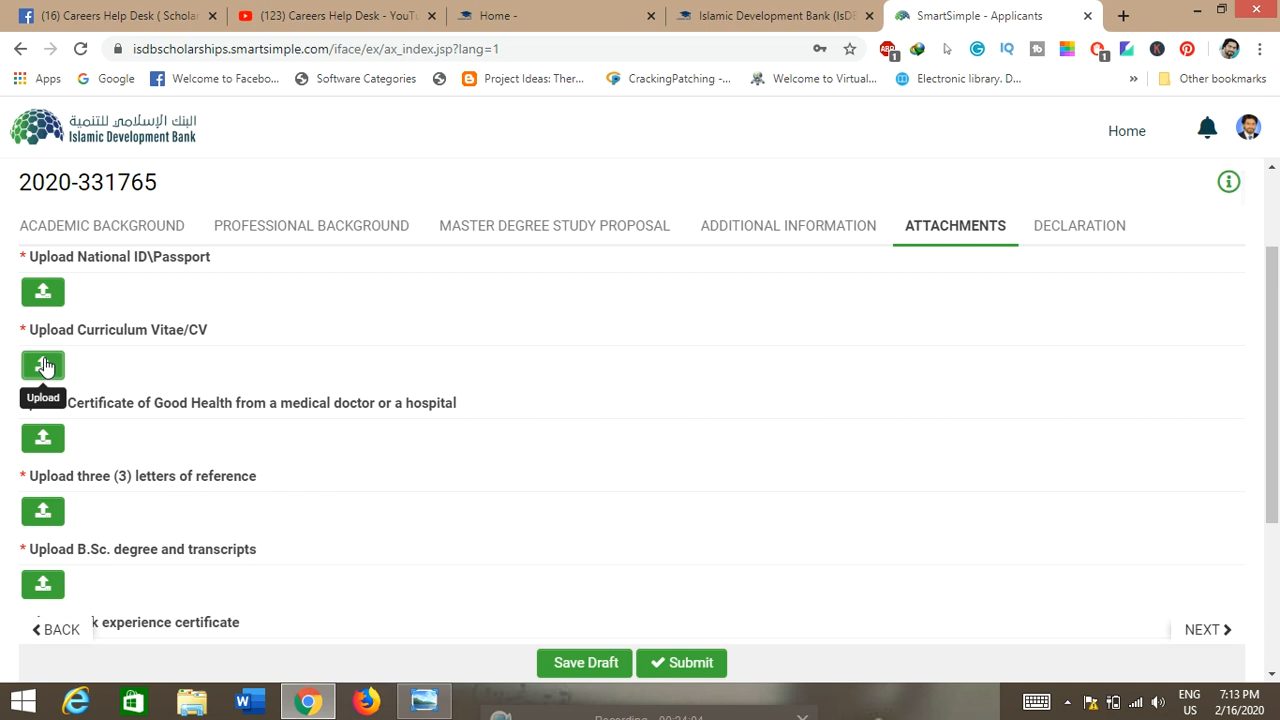 (16) Careers Help Desk ( Scholar
(123) Careers Help Desk - YouTu
Home -
Islamic Development Bank (IsDB
SmartSimple - Applicants
isdbscholarships.smartsimple.com/iface/ex/ax_index.jsp?lang=1
Apps
Google
Welcome to Facebo...
Software Categories
Project Ideas: Ther...
CrackingPatching -...
Welcome to Virtual...
Electronic library. D...
Other bookmarks
البنك الإسلامي للتنمية
Islamic Development Bank
Home
2020-331765
ACADEMIC BACKGROUND
PROFESSIONAL BACKGROUND
MASTER DEGREE STUDY PROPOSAL
ADDITIONAL INFORMATION
ATTACHMENTS
DECLARATION
* Upload National ID\Passport
* Upload Curriculum Vitae/CV
Upload
Certificate of Good Health from a medical doctor or a hospital
* Upload three (3) letters of reference
* Upload B.Sc. degree and transcripts
k experience certificate
BACK
NEXT
Save Draft
Submit
ENG
7:13 PM
US
2/16/2020